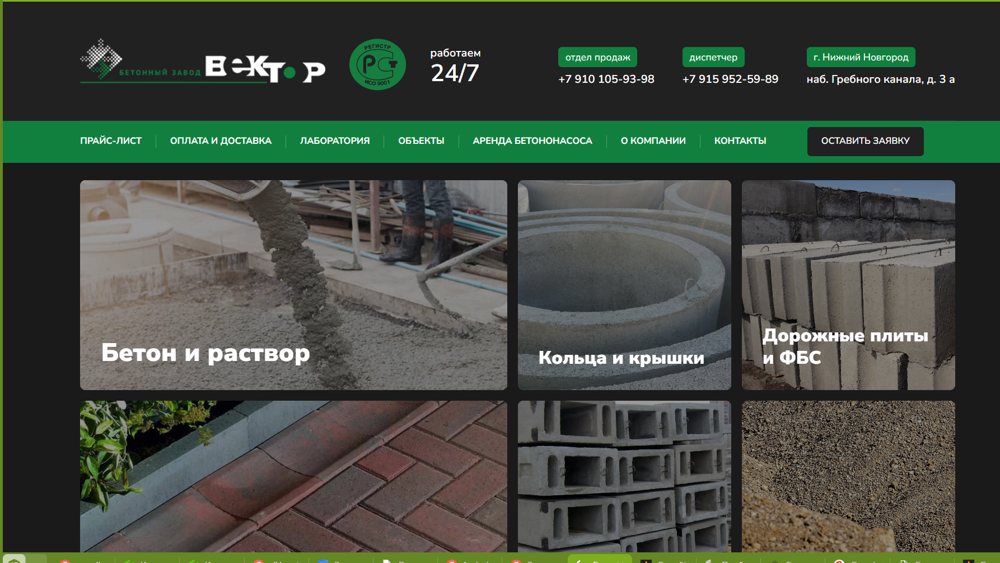 БЕТОННЫЙ ЗАВОД ВЕКТОР
РЕГИСТР
РСТ
ИСО 9001
работаем
24/7
отдел продаж
+7 910 105-93-98
диспетчер
+7 915 952-59-89
г. Нижний Новгород
наб. Гребного канала, д. 3 а
ПРАЙС-ЛИСТ
ОПЛАТА И ДОСТАВКА
ЛАБОРАТОРИЯ
ОБЪЕКТЫ
АРЕНДА БЕТОНОНАСОСА
О КОМПАНИИ
КОНТАКТЫ
ОСТАВИТЬ ЗАЯВКУ
Бетон и раствор
Кольца и крышки
Дорожные плиты
и ФБС